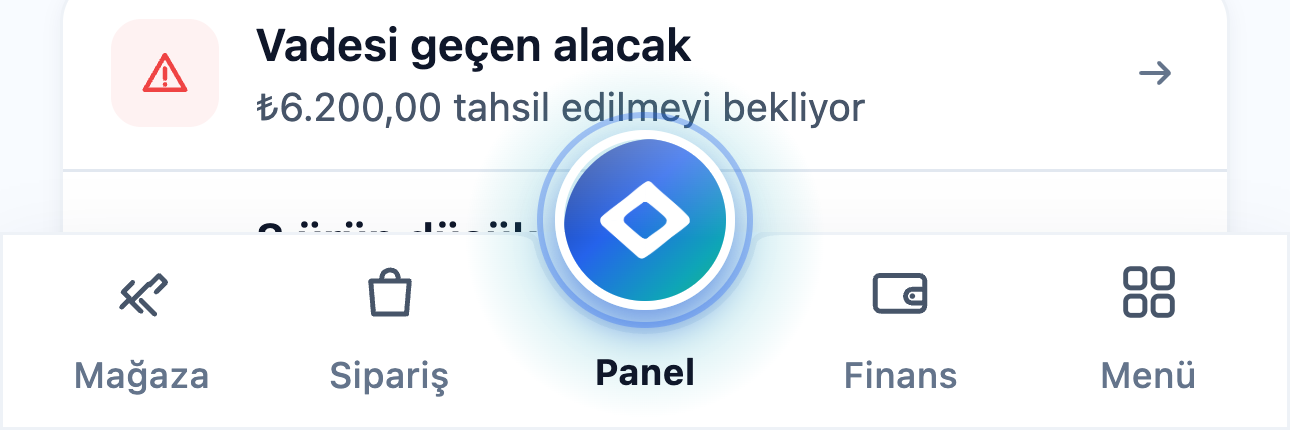 Vadesi geçen alacak
₺6.200,00 tahsil edilmeyi bekliyor
Mağaza
Sipariş
Panel
Finans
Menü